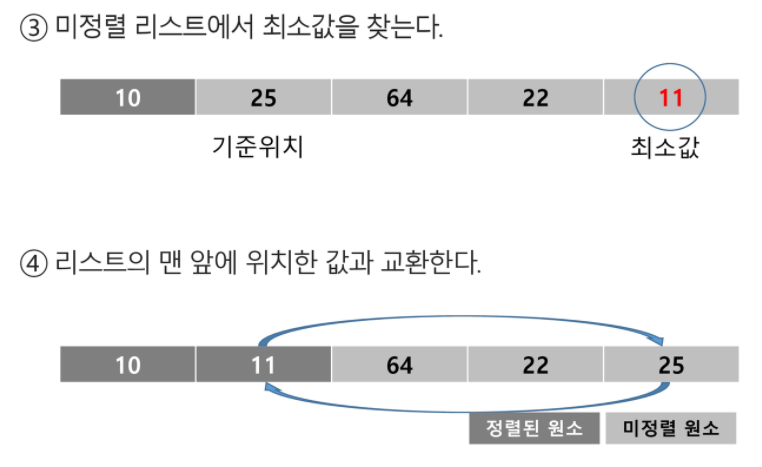 ③ 미정렬 리스트에서 최소값을 찾는다.
10 25 64 22 11
기준위치 최소값
④ 리스트의 맨 앞에 위치한 값과 교환한다.
10 11 64 22 25
정렬된 원소 미정렬 원소